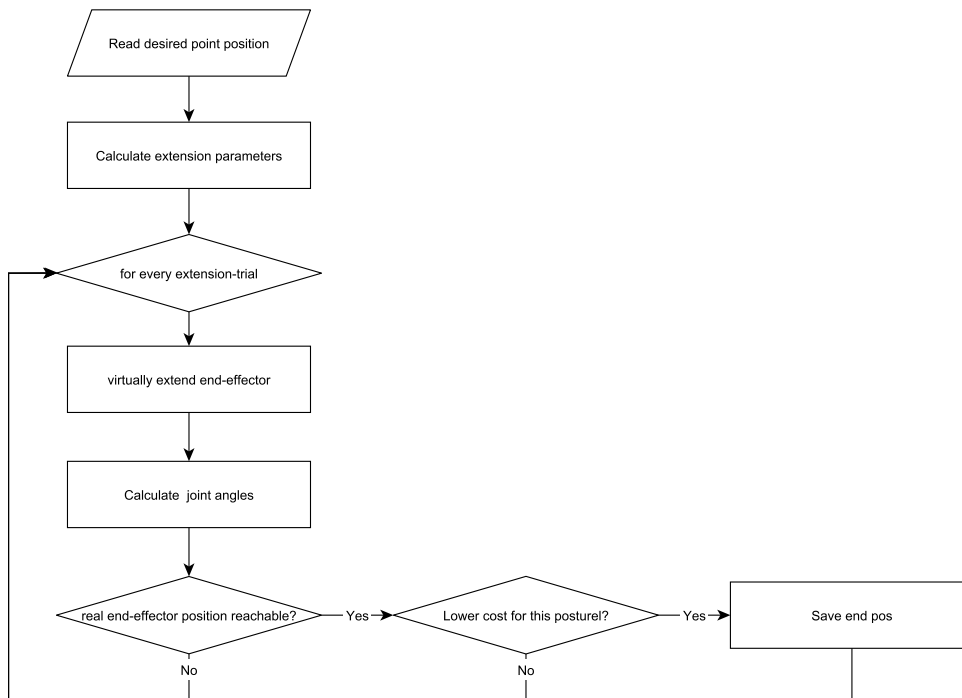 Read desired point position
Calculate extension parameters
for every extension-trial
virtually extend end-effector
Calculate  joint angles
real end-effector position reachable?
Yes
Lower cost for this posturel?
Yes
Save end pos
No
No